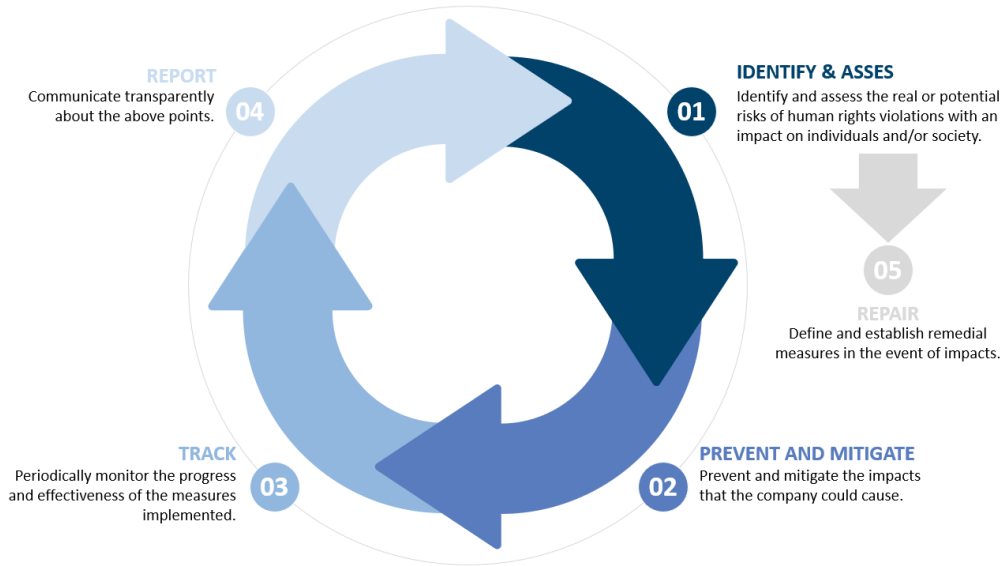 IDENTIFY & ASSES
01
Identify and assess the real or potential
risks of human rights violations with an
impact on individuals and/or society.
05
REPAIR
Define and establish remedial
measures in the event of impacts.
PREVENT AND MITIGATE
02
Prevent and mitigate the impacts
that the company could cause.
TRACK
03
Periodically monitor the progress
and effectiveness of the measures
implemented.
REPORT
04
Communicate transparently
about the above points.